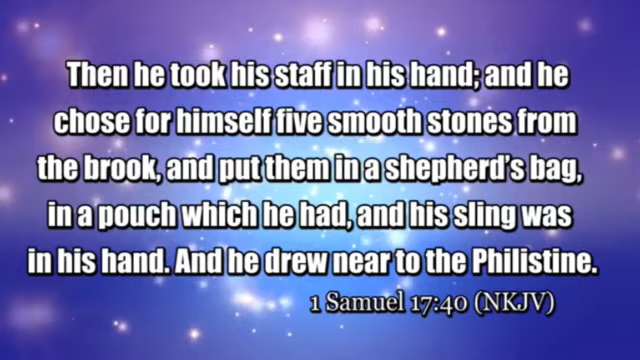 Then he took his staff in his hand; and he
chose for himself five smooth stones from
the brook, and put them in a shepherd's bag,
in a pouch which he had, and his sling was
in his hand. And he drew near to the Philistine.
1 Samuel 17:40 (NKJV)